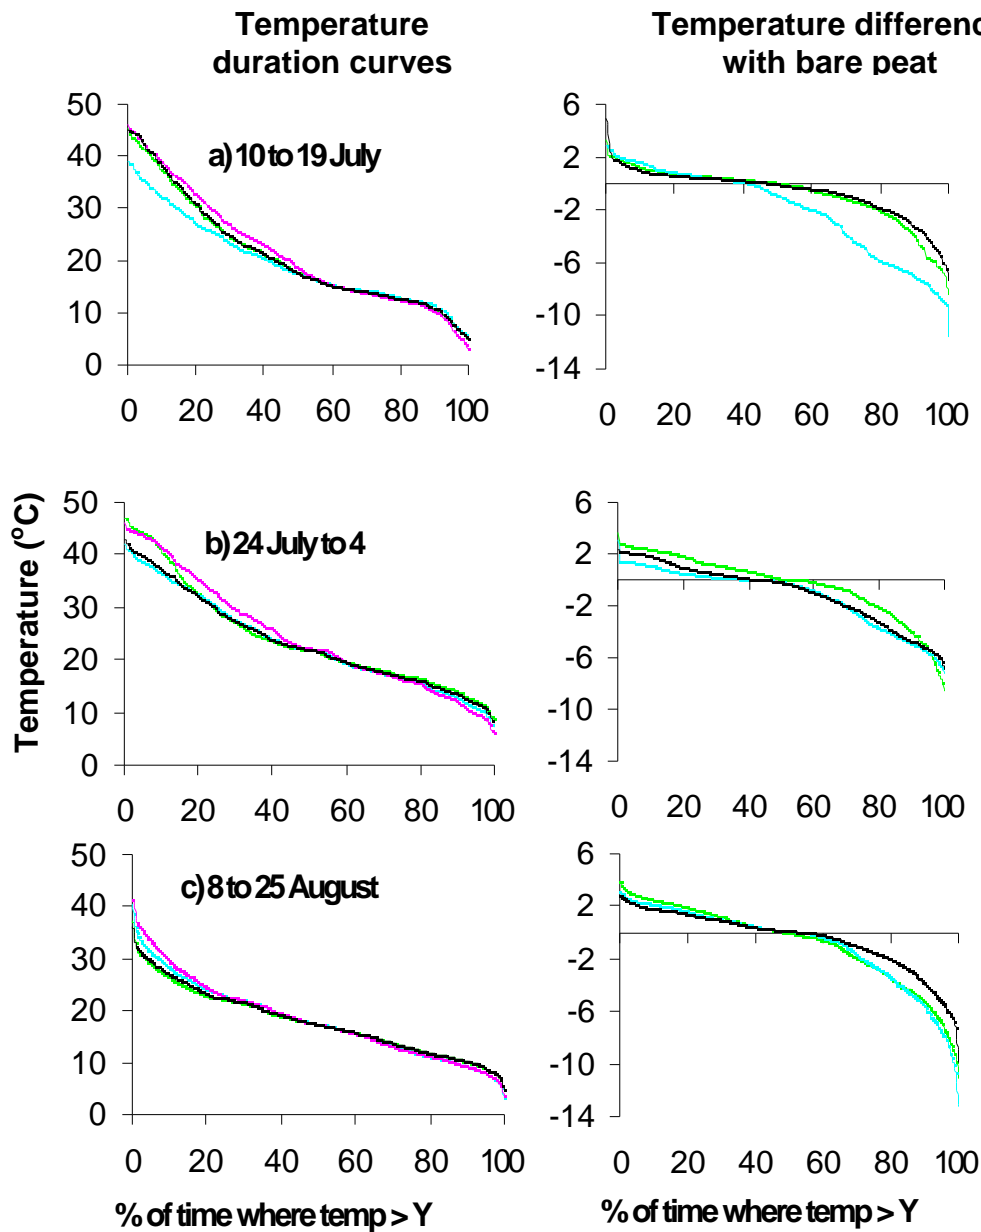 Temperature
duration curves
Temperature differenc
with bare peat
50
40
30
20
10
0
0 20 40 60 80 100
a) 10 to 19 July
6
2
-2
-6
-10
-14
0 20 40 60 80 100
Temperature (°C)
50
40
30
20
10
0
0 20 40 60 80 100
b) 24 July to 4
6
2
-2
-6
-10
-14
0 20 40 60 80 100
50
40
30
20
10
0
0 20 40 60 80 100
c) 8 to 25 August
6
2
-2
-6
-10
-14
0 20 40 60 80 100
% of time where temp > Y
% of time where temp > Y